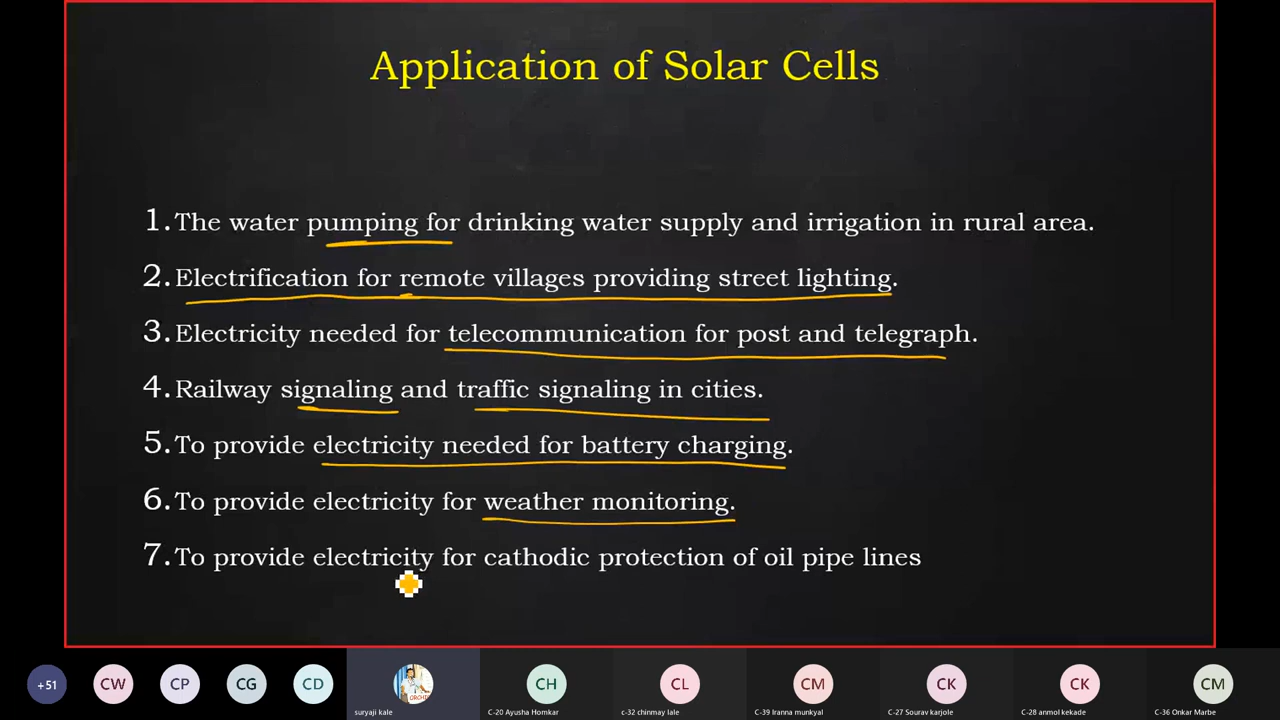 Application of Solar Cells
1. The water pumping for drinking water supply and irrigation in rural area.
2. Electrification for remote villages providing street lighting.
3. Electricity needed for telecommunication for post and telegraph.
4. Railway signaling and traffic signaling in cities.
5. To provide electricity needed for battery charging.
6. To provide electricity for weather monitoring.
7. To provide electricity for cathodic protection of oil pipe lines
+51 CW CP CG CD CH CL CM CK CK CM
suryaji kale C-20 Ayusha Homkar c-32 chinmay lale C-39 Iranna munkyal C-27 Sourav karjole C-28 anmol kekade C-36 Onkar Marbe